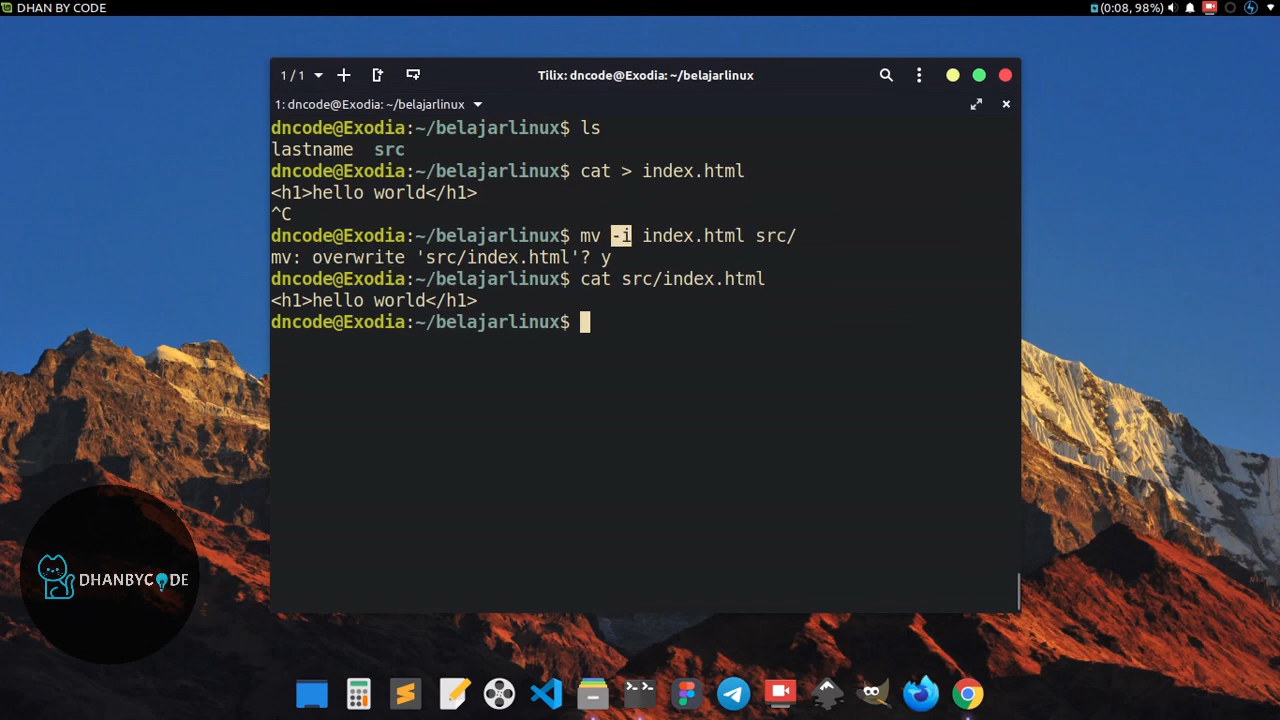 DHAN BY CODE
(0:08, 98%)
1 / 1
Tilix: dncode@Exodia: ~/belajarlinux
1: dncode@Exodia: ~/belajarlinux
dncode@Exodia:~/belajarlinux$ ls
lastname  src
dncode@Exodia:~/belajarlinux$ cat > index.html
<h1>hello world</h1>
^C
dncode@Exodia:~/belajarlinux$ mv -i index.html src/
mv: overwrite 'src/index.html'? y
dncode@Exodia:~/belajarlinux$ cat src/index.html
<h1>hello world</h1>
dncode@Exodia:~/belajarlinux$
DHANBYCODE